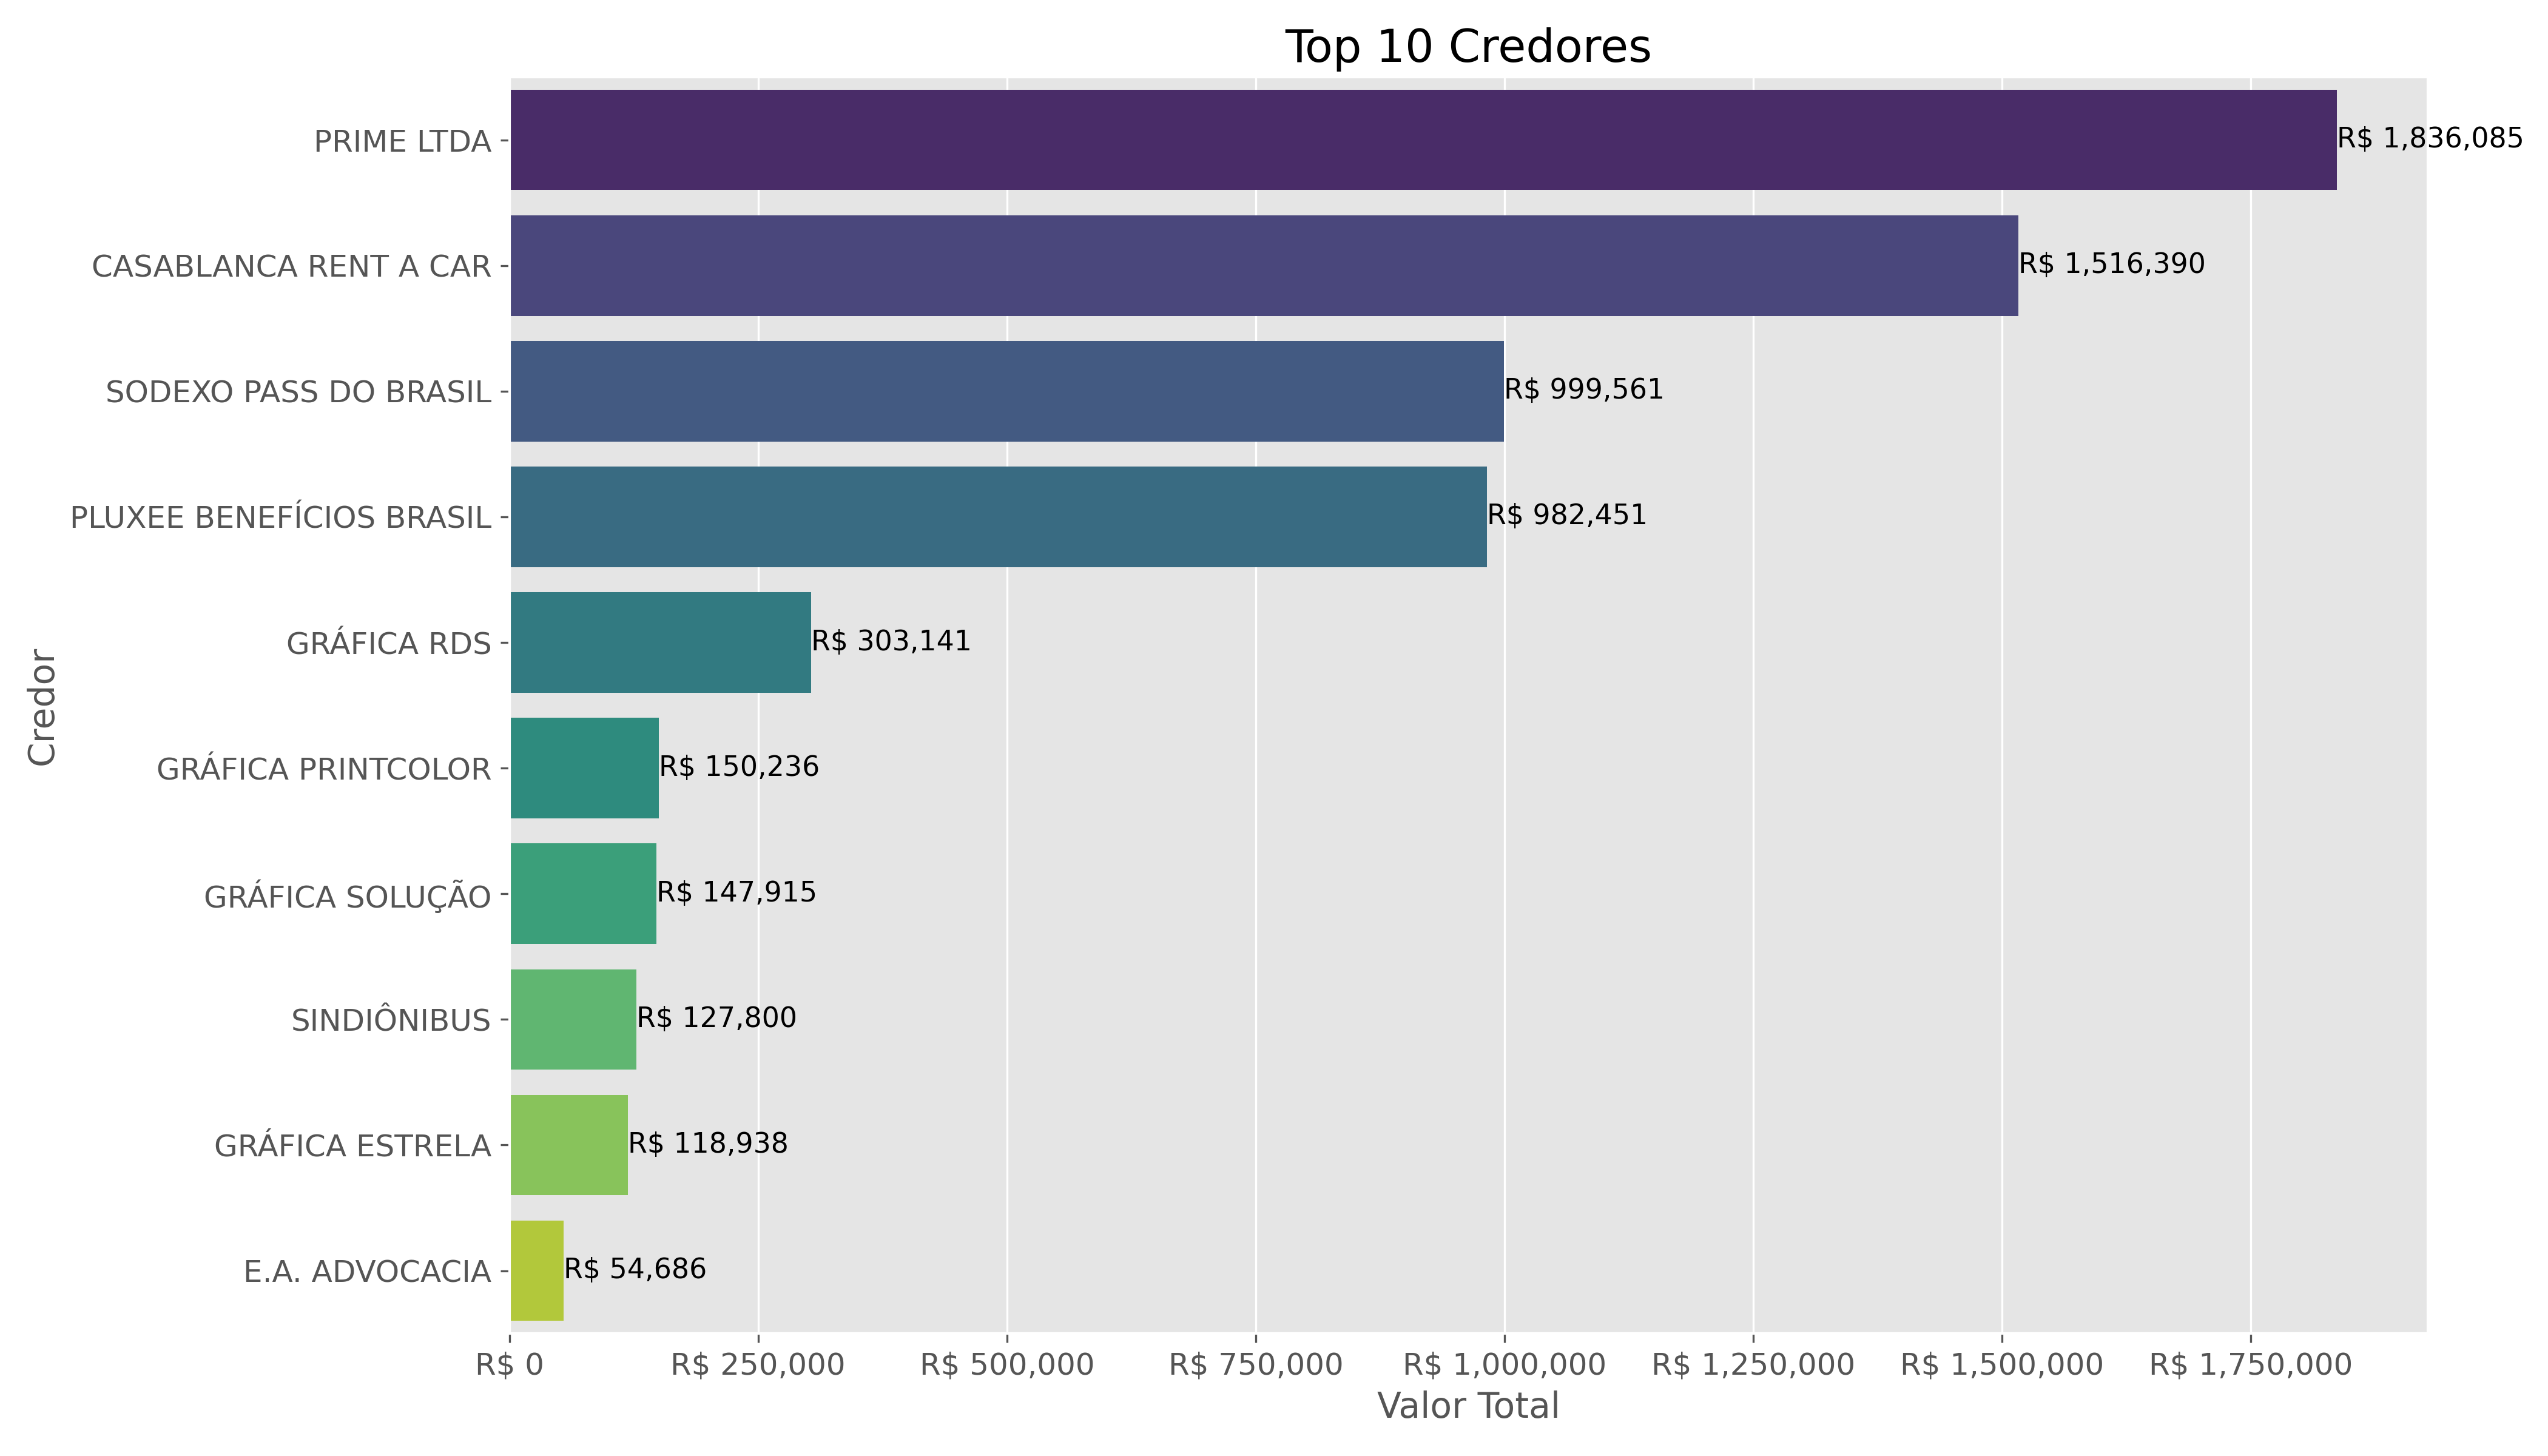 Top 10 Credores
Credor
PRIME LTDA
R$ 1,836,085
CASABLANCA RENT A CAR
R$ 1,516,390
SODEXO PASS DO BRASIL
R$ 999,561
PLUXEE BENEFÍCIOS BRASIL
R$ 982,451
GRÁFICA RDS
R$ 303,141
GRÁFICA PRINTCOLOR
R$ 150,236
GRÁFICA SOLUÇÃO
R$ 147,915
SINDIÔNIBUS
R$ 127,800
GRÁFICA ESTRELA
R$ 118,938
E.A. ADVOCACIA
R$ 54,686
R$ 0
R$ 250,000
R$ 500,000
R$ 750,000
R$ 1,000,000
R$ 1,250,000
R$ 1,500,000
R$ 1,750,000
Valor Total